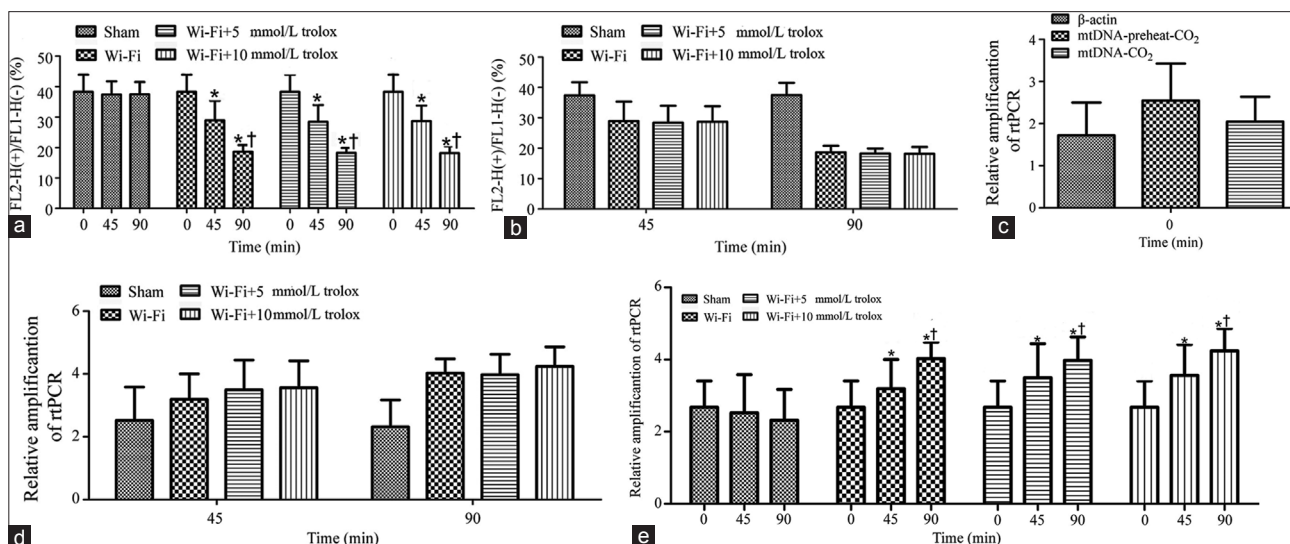 Sham
Wi-Fi+5 mmol/L trolox
Wi-Fi
Wi-Fi+10 mmol/L trolox
FL2-H(+)/FL1-H(-) (%)
50
40
30
20
10
0
* *† * *† * *†
0 45 90 0 45 90 0 45 90 0 45 90
Time (min)
a
Sham
Wi-Fi+5 mmol/L trolox
Wi-Fi
Wi-Fi+10 mmol/L trolox
FL2-H(+)/FL1-H(-) (%)
50
40
30
20
10
0
45 90
Time (min)
b
β-actin
mtDNA-preheat-CO₂
mtDNA-CO₂
Relative amplificantion
of rtPCR
4
3
2
1
0
0
Time (min)
c
Sham
Wi-Fi+5 mmol/L trolox
Wi-Fi
Wi-Fi+10 mmol/L trolox
Relative amplificantion
of rtPCR
6
4
2
0
45 90
Time (min)
d
Sham
Wi-Fi+5 mmol/L trolox
Wi-Fi
Wi-Fi+10 mmol/L trolox
Relative amplificantion of rtPCR
6
4
2
0
* *† * *† * *†
0 45 90 0 45 90 0 45 90 0 45 90
Time (min)
e